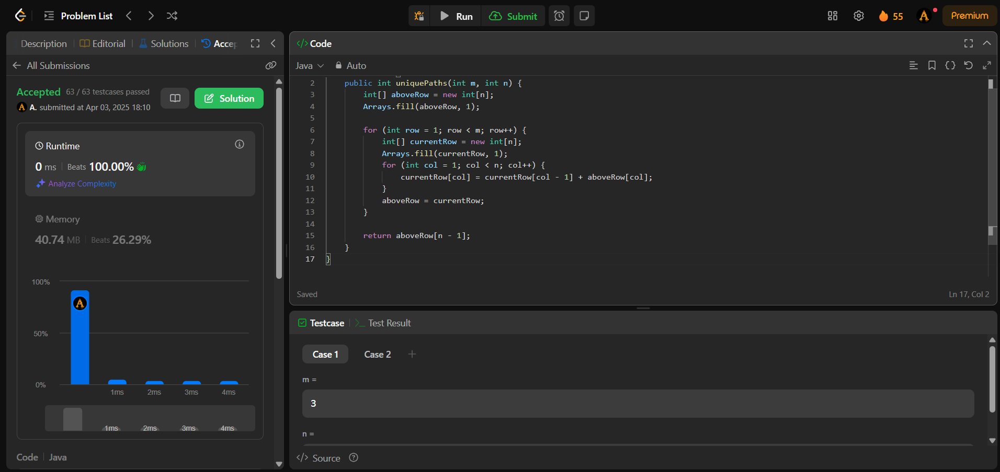 Problem List
Run
Submit
55
Premium
Description
Editorial
Solutions
Accep
All Submissions
Accepted 63 / 63 testcases passed
A. submitted at Apr 03, 2025 18:10
Solution
Runtime
0 ms Beats 100.00%
Analyze Complexity
Memory
40.74 MB Beats 26.29%
100%
50%
0%
1ms 2ms 3ms 4ms
1ms 2ms 3ms 4ms
Code Java
</> Code
Java Auto
2 public int uniquePaths(int m, int n) {
3 int[] aboveRow = new int[n];
4 Arrays.fill(aboveRow, 1);
5
6 for (int row = 1; row < m; row++) {
7 int[] currentRow = new int[n];
8 Arrays.fill(currentRow, 1);
9 for (int col = 1; col < n; col++) {
10 currentRow[col] = currentRow[col - 1] + aboveRow[col];
11 }
12 aboveRow = currentRow;
13 }
14
15 return aboveRow[n - 1];
16 }
17 }
Saved
Ln 17, Col 2
Testcase
Test Result
Case 1 Case 2 +
m =
3
n =
</> Source